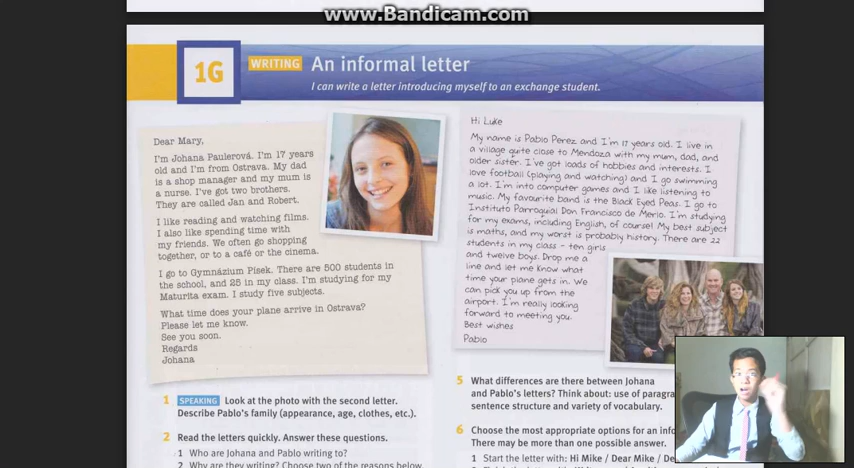 www.Bandicam.com
1G
WRITING An informal letter
I can write a letter introducing myself to an exchange student.
Dear Mary,
I'm Johana Paulerová. I'm 17 years
old and I'm from Ostrava. My dad
is a shop manager and my mum is
a nurse. I've got two brothers.
They are called Jan and Robert.
I like reading and watching films.
I also like spending time with
my friends. We often go shopping
together, or to a café or the cinema.
I go to Gymnázium Písek. There are 500 students in
the school, and 28 in my class. I'm studying for my
Maturita exam. I study five subjects.
What time does your plane arrive in Ostrava?
Please let me know.
See you soon.
Regards
Johana
Hi Luke
My name is Pablo Perez and I'm 17 years old. I live in
a village quite close to Mendoza with my mum, dad, and
older sister. I've got loads of hobbies and interests. I
love football (playing and watching) and I go swimming
a lot. I'm into computer games and I like listening to
music. My favourite band is the Black Eyed Peas. I go to
Instituto Parroquial Don Francisco de Merlo. I'm studying
for my exams, including English, of course! My best subject
is maths, and my worst is probably history. There are 22
students in my class - ten girls
and twelve boys. Drop me a
line and let me know what
time your plane gets in. We
can pick you up from the
airport. I'm really looking
forward to meeting you.
Best wishes
Pablo
1 SPEAKING Look at the photo with the second letter.
Describe Pablo's family (appearance, age, clothes, etc.).
2 Read the letters quickly. Answer these questions.
1 Who are Johana and Pablo writing to?
2 Why are they writing? Choose two of the reasons below.
5 What differences are there between Johana
and Pablo's letters? Think about: use of paragra
sentence structure and variety of vocabulary.
6 Choose the most appropriate options for an info
There may be more than one possible answer.
1 Start the letter with: Hi Mike / Dear Mike / De